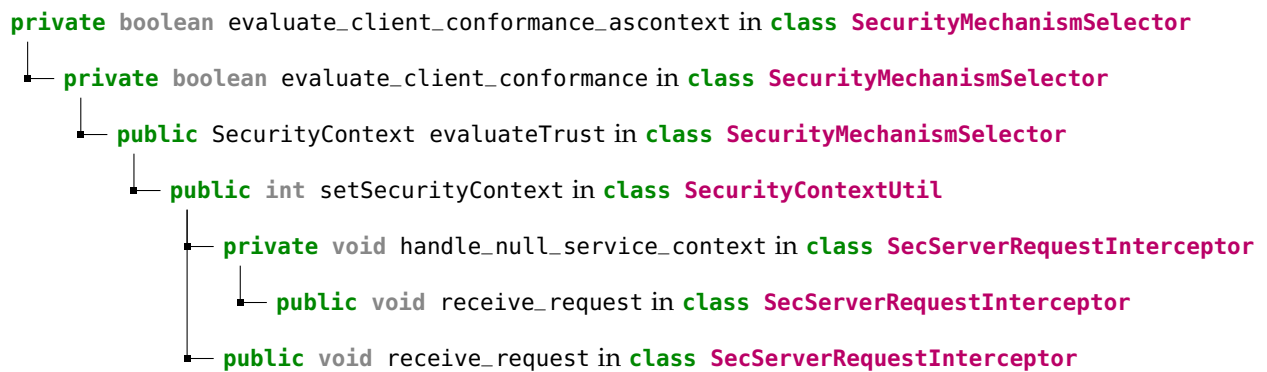 private boolean evaluate_client_conformance_ascontext in class SecurityMechanismSelector
private boolean evaluate_client_conformance in class SecurityMechanismSelector
public SecurityContext evaluateTrust in class SecurityMechanismSelector
public int setSecurityContext in class SecurityContextUtil
private void handle_null_service_context in class SecServerRequestInterceptor
public void receive_request in class SecServerRequestInterceptor
public void receive_request in class SecServerRequestInterceptor